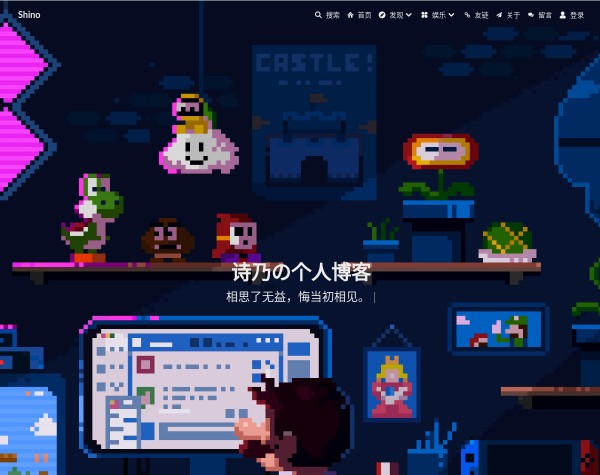 Shino
搜索 首页 发现 娱乐 友链 关于 留言 登录
CASTLE!
诗乃の个人博客
相思了无益，悔当初相见。|